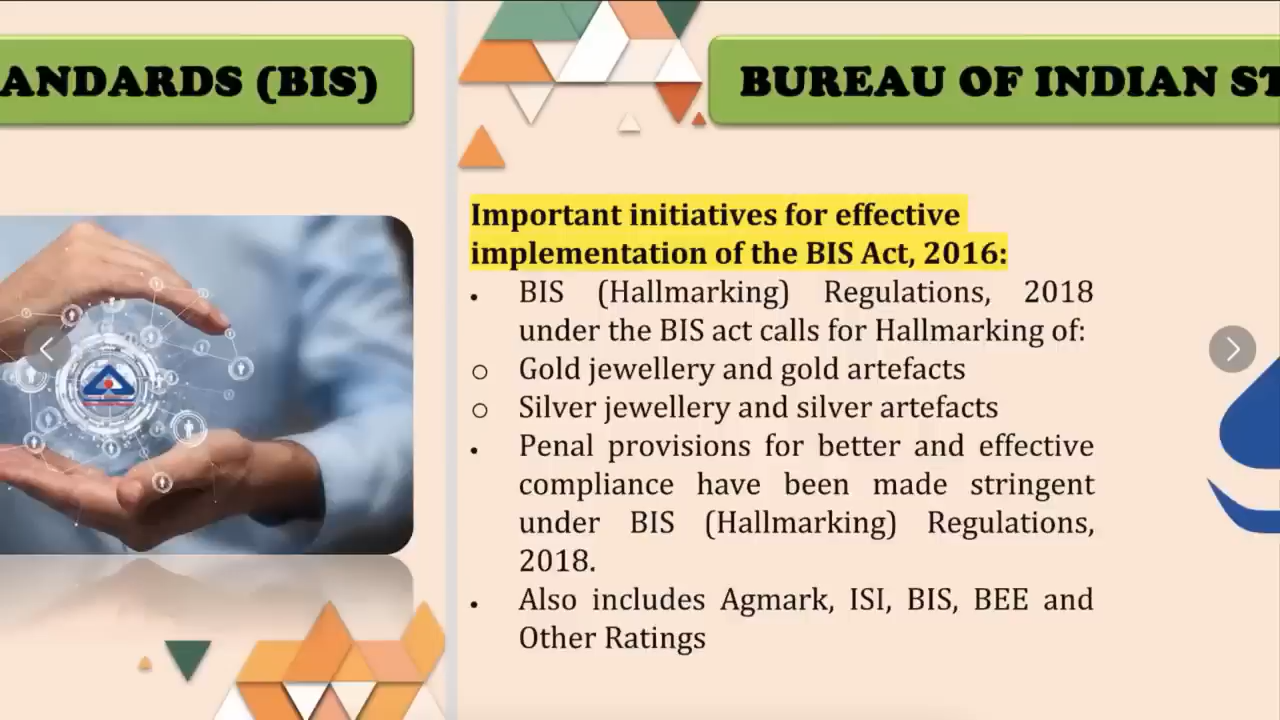 ANDARDS (BIS)
BUREAU OF INDIAN ST
Important initiatives for effective
implementation of the BIS Act, 2016:
• BIS (Hallmarking) Regulations, 2018
under the BIS act calls for Hallmarking of:
o Gold jewellery and gold artefacts
o Silver jewellery and silver artefacts
• Penal provisions for better and effective
compliance have been made stringent
under BIS (Hallmarking) Regulations,
2018.
• Also includes Agmark, ISI, BIS, BEE and
Other Ratings